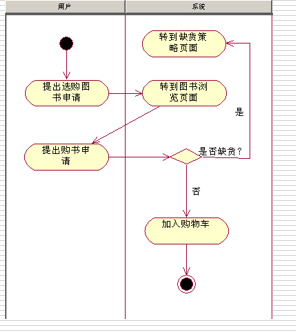 用户
系统
转到缺货策
略页面
提出选购图
书申请
转到图书浏
览页面
是
提出购书申
请
是否缺货？
否
加入购物车